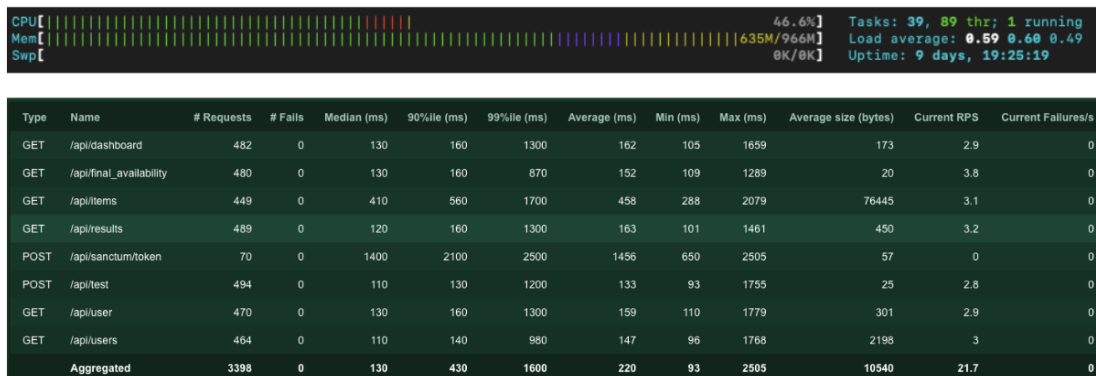 CPU[ 46.6%] Tasks: 39, 89 thr; 1 running
Mem[ 635M/966M] Load average: 0.59 0.60 0.49
Swp[ 0K/0K] Uptime: 9 days, 19:25:19
Type Name # Requests # Fails Median (ms) 90%ile (ms) 99%ile (ms) Average (ms) Min (ms) Max (ms) Average size (bytes) Current RPS Current Failures/s
GET /api/dashboard 482 0 130 160 1300 162 105 1659 173 2.9 0
GET /api/final_availability 480 0 130 160 870 152 109 1289 20 3.8 0
GET /api/items 449 0 410 560 1700 458 288 2079 76445 3.1 0
GET /api/results 489 0 120 160 1300 163 101 1461 450 3.2 0
POST /api/sanctum/token 70 0 1400 2100 2500 1456 650 2505 57 0 0
POST /api/test 494 0 110 130 1200 133 93 1755 25 2.8 0
GET /api/user 470 0 130 160 1300 159 110 1779 301 2.9 0
GET /api/users 464 0 110 140 980 147 96 1768 2198 3 0
Aggregated 3398 0 130 430 1600 220 93 2505 10540 21.7 0